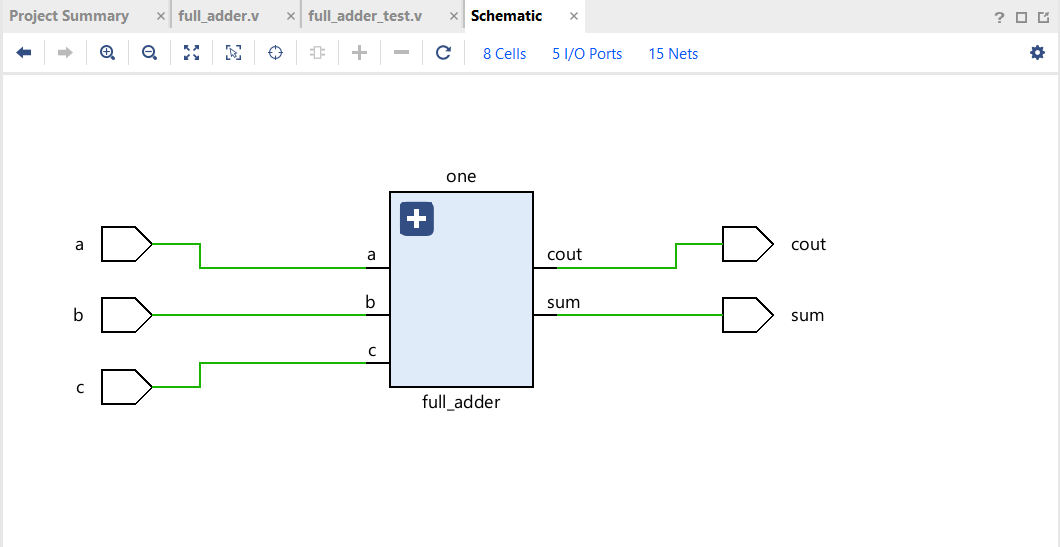 Project Summary × full_adder.v × full_adder_test.v × Schematic × ?
8 Cells 5 I/O Ports 15 Nets
one
a a cout cout
b b sum sum
c c
full_adder